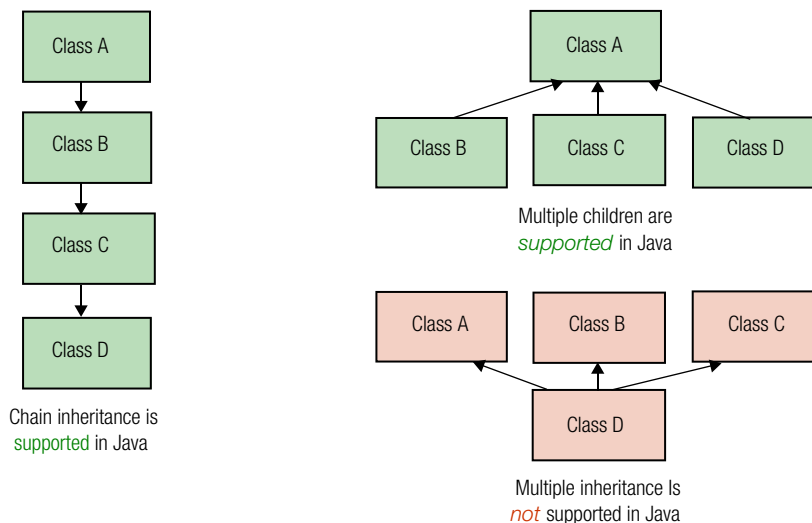 Class A
Class B
Class C
Class D
Chain inheritance is
supported in Java
Class A
Class B
Class C
Class D
Multiple children are
supported in Java
Class A
Class B
Class C
Class D
Multiple inheritance Is
not supported in Java